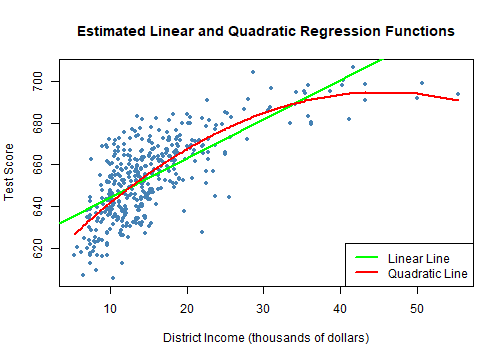 Estimated Linear and Quadratic Regression Functions
Test Score
700
680
660
640
620
10
20
30
40
50
District Income (thousands of dollars)
Linear Line
Quadratic Line